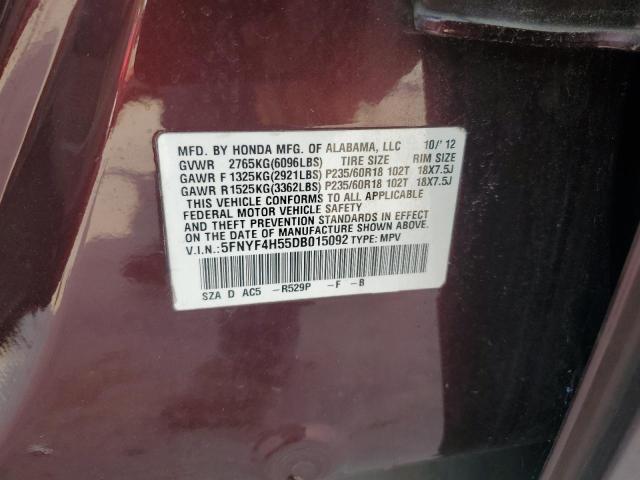 MFD. BY HONDA MFG. OF ALABAMA, LLC 10/'12
GVWR 2765KG(6096LBS) TIRE SIZE RIM SIZE
GAWR F 1325KG(2921LBS) P235/60R18 102T 18X7.5J
GAWR R 1525KG(3362LBS) P235/60R18 102T 18X7.5J
THIS VEHICLE CONFORMS TO ALL APPLICABLE
FEDERAL MOTOR VEHICLE SAFETY
AND THEFT PREVENTION STANDARDS IN EFFECT
ON THE DATE OF MANUFACTURE SHOWN ABOVE.
V.I.N.:5FNYF4H55DB015092 TYPE: MPV
SZA D AC5 -R529P -F -B